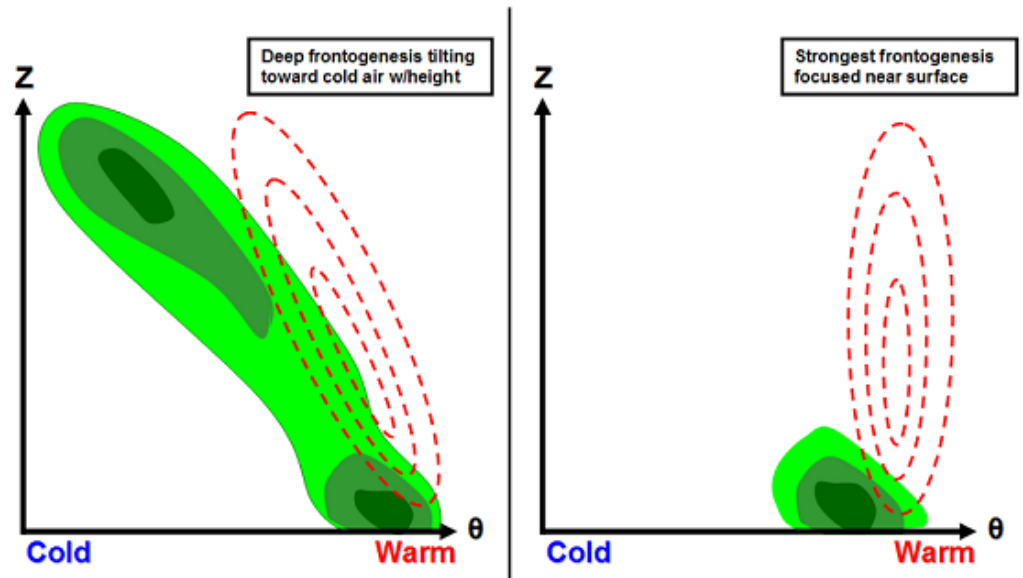 Deep frontogenesis tilting
toward cold air w/height
Z
θ
Cold
Warm
Strongest frontogenesis
focused near surface
Z
θ
Cold
Warm